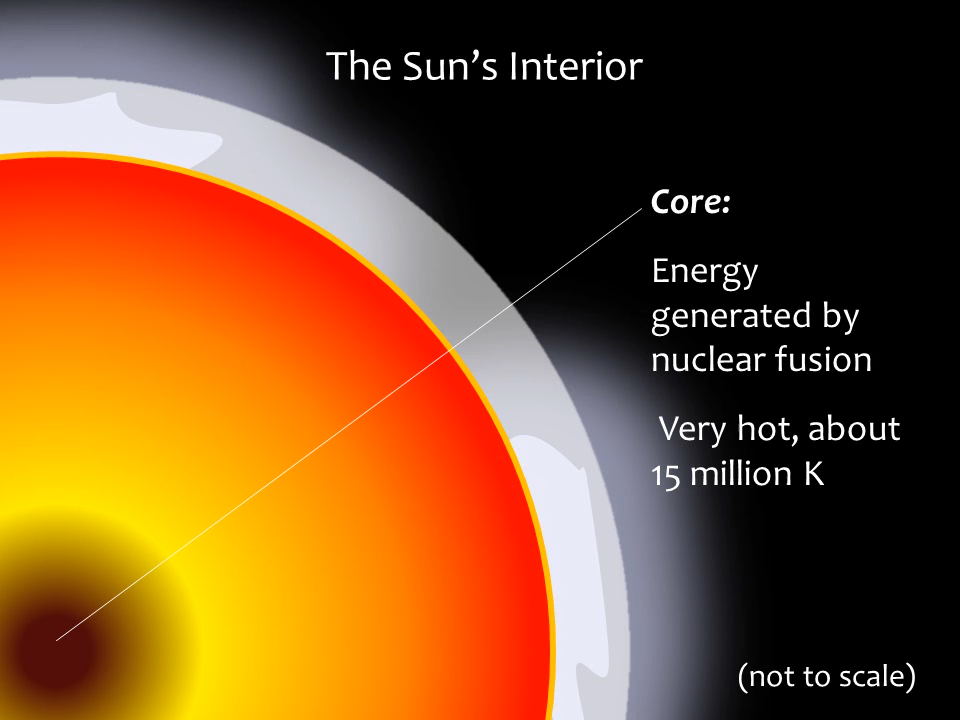 The Sun’s Interior
Core:
Energy
generated by
nuclear fusion
Very hot, about
15 million K
(not to scale)